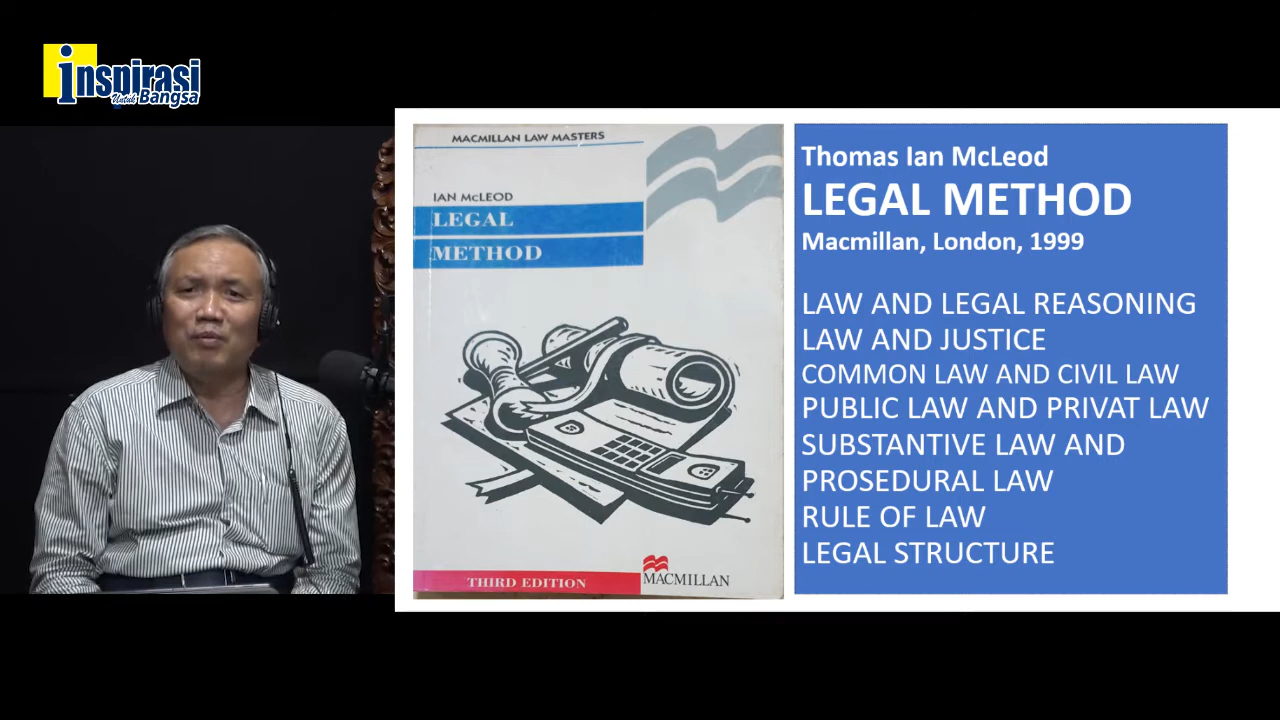 inspirasi
Untuk Bangsa
MACMILLAN LAW MASTERS
IAN McLEOD
LEGAL
METHOD
THIRD EDITION
MACMILLAN
Thomas Ian McLeod
LEGAL METHOD
Macmillan, London, 1999
LAW AND LEGAL REASONING
LAW AND JUSTICE
COMMON LAW AND CIVIL LAW
PUBLIC LAW AND PRIVAT LAW
SUBSTANTIVE LAW AND
PROSEDURAL LAW
RULE OF LAW
LEGAL STRUCTURE